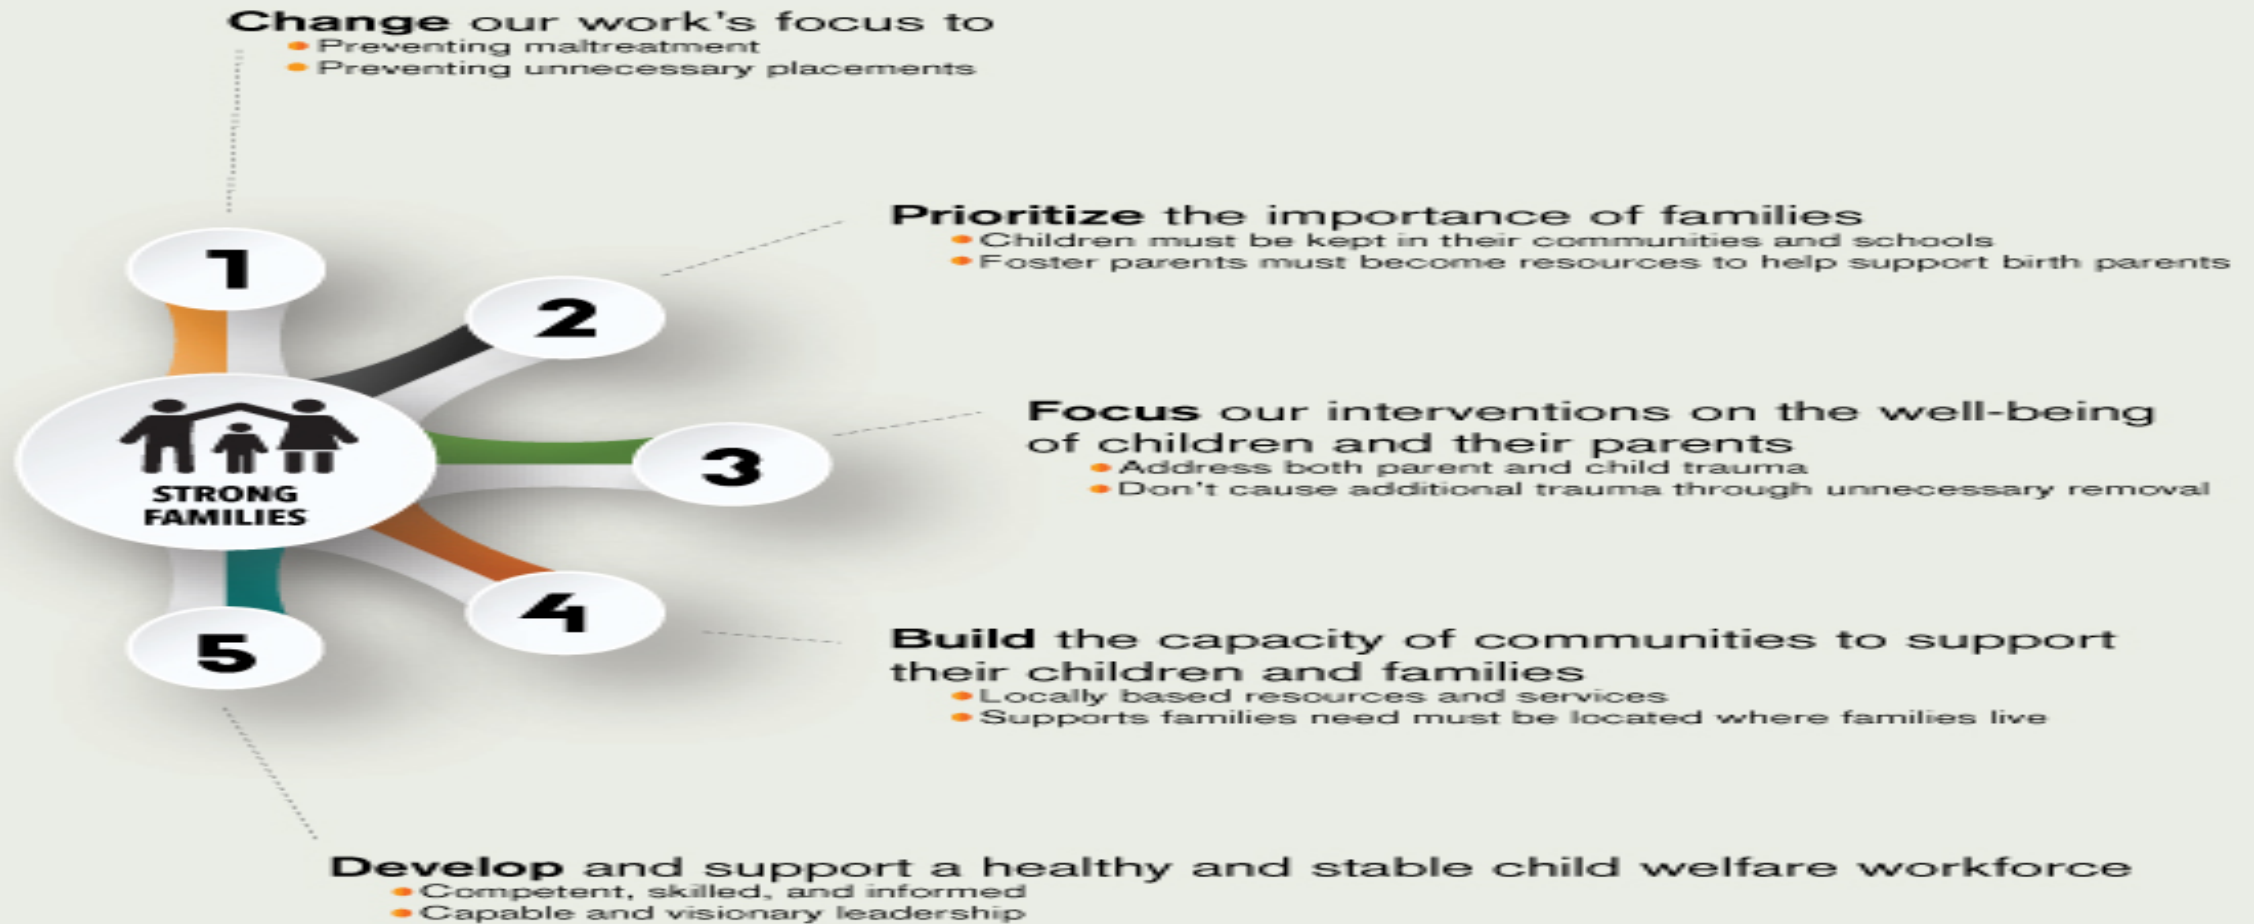 Change our work's focus to
Preventing maltreatment
Preventing unnecessary placements
1
2
Prioritize the importance of families
Children must be kept in their communities and schools
Foster parents must become resources to help support birth parents
STRONG
FAMILIES
3
Focus our interventions on the well-being
of children and their parents
Address both parent and child trauma
Don't cause additional trauma through unnecessary removal
4
Build the capacity of communities to support
their children and families
Locally based resources and services
Supports families need must be located where families live
5
Develop and support a healthy and stable child welfare workforce
Competent, skilled, and informed
Capable and visionary leadership